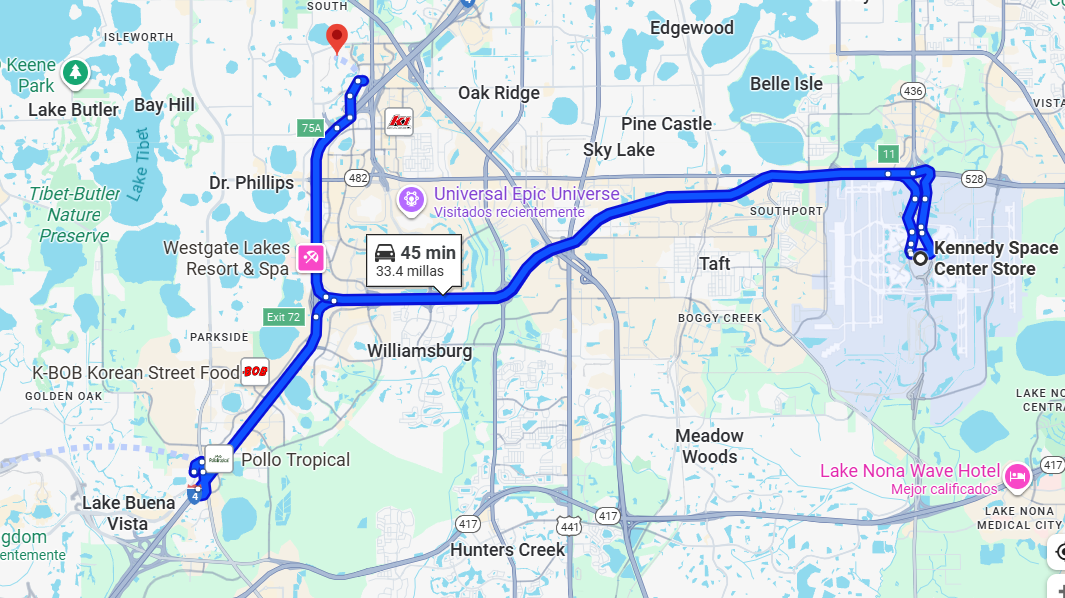 SOUTH
4
ISLEWORTH
Edgewood
Keene
Park
Belle Isle
436
Lake Butler
Bay Hill
Oak Ridge
VISTA
75A
Pine Castle
Sky Lake
11
Lake Tibet
Dr. Phillips
482
528
Tibet-Butler
Nature
Preserve
Universal Epic Universe
Visitados recientemente
SOUTHPORT
Westgate Lakes
Resort & Spa
45 min
33.4 millas
Kennedy Space
Center Store
Taft
Exit 72
BOGGY CREEK
PARKSIDE
Williamsburg
K-BOB Korean Street Food
BOB
GOLDEN OAK
LAKE NO
CENTRA
Meadow
Woods
Pollo Tropical
Lake Nona Wave Hotel
Mejor calificados
417
4
Lake Buena
Vista
417
441
417
LAKE NONA
MEDICAL CITY
gdom
entemente
Hunters Creek